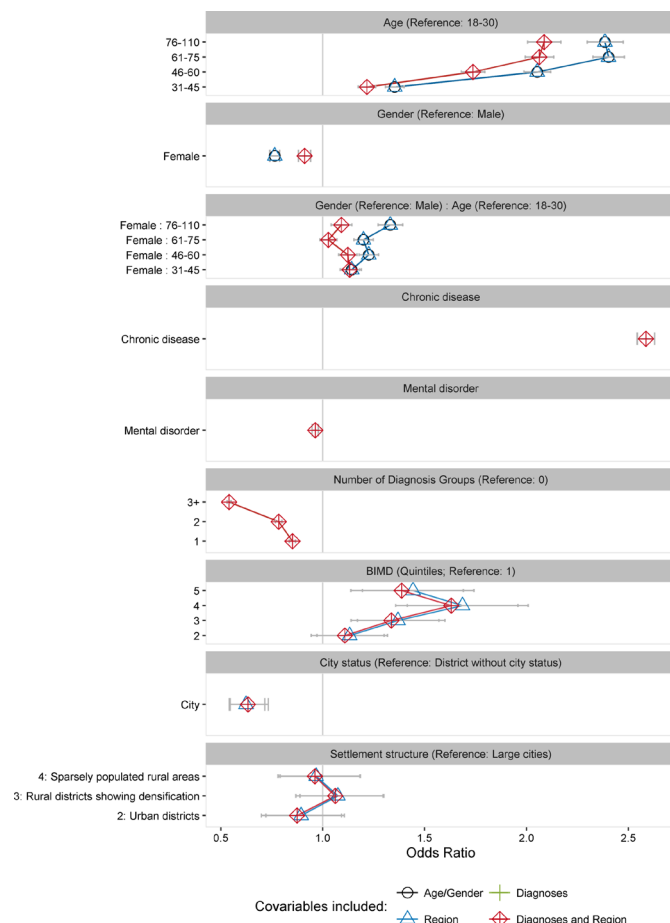 Age (Reference: 18-30)
76-110
61-75
46-60
31-45
Gender (Reference: Male)
Female
Gender (Reference: Male) : Age (Reference: 18-30)
Female : 76-110
Female : 61-75
Female : 46-60
Female : 31-45
Chronic disease
Chronic disease
Mental disorder
Mental disorder
Number of Diagnosis Groups (Reference: 0)
3+
2
1
BIMD (Quintiles; Reference: 1)
5
4
3
2
City status (Reference: District without city status)
City
Settlement structure (Reference: Large cities)
4: Sparsely populated rural areas
3: Rural districts showing densification
2: Urban districts
0.5 1.0 1.5 2.0 2.5
Odds Ratio
Covariables included:
Age/Gender Diagnoses
Region Diagnoses and Region